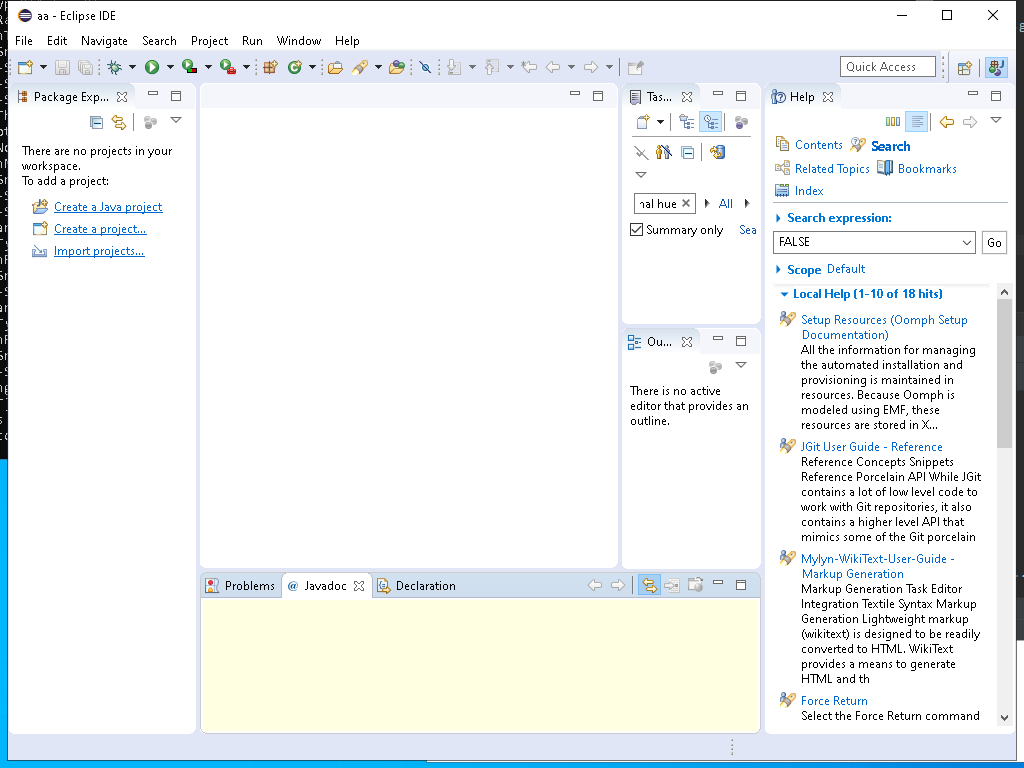 aa - Eclipse IDE
File Edit Navigate Search Project Run Window Help
Quick Access
Package Exp...
There are no projects in your
workspace.
To add a project:
Create a Java project
Create a project...
Import projects...
Tas...
nal hue
All
Summary only
Sea
Ou...
There is no active
editor that provides an
outline.
Problems
@ Javadoc
Declaration
Help
Contents
Search
Related Topics
Bookmarks
Index
Search expression:
FALSE
Go
Scope Default
Local Help (1-10 of 18 hits)
Setup Resources (Oomph Setup
Documentation)
All the information for managing
the automated installation and
provisioning is maintained in
resources. Because Oomph is
modeled using EMF, these
resources are stored in X...
JGit User Guide - Reference
Reference Concepts Snippets
Reference Porcelain API While JGit
contains a lot of low level code to
work with Git repositories, it also
contains a higher level API that
mimics some of the Git porcelain
Mylyn-WikiText-User-Guide -
Markup Generation
Markup Generation Task Editor
Integration Textile Syntax Markup
Generation Lightweight markup
(wikitext) is designed to be readily
converted to HTML. WikiText
provides a means to generate
HTML and th
Force Return
Select the Force Return command